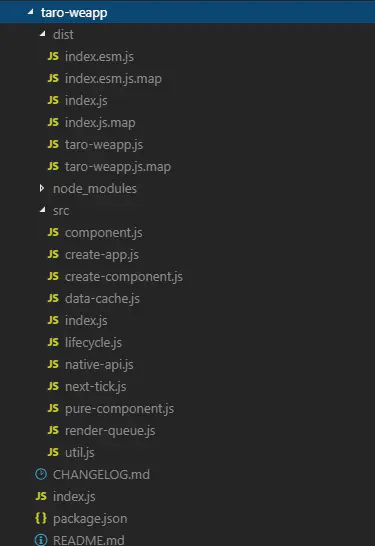 taro-weapp
dist
JS index.esm.js
JS index.esm.js.map
JS index.js
JS index.js.map
JS taro-weapp.js
JS taro-weapp.js.map
node_modules
src
JS component.js
JS create-app.js
JS create-component.js
JS data-cache.js
JS index.js
JS lifecycle.js
JS native-api.js
JS next-tick.js
JS pure-component.js
JS render-queue.js
JS util.js
CHANGELOG.md
JS index.js
{} package.json
README.md